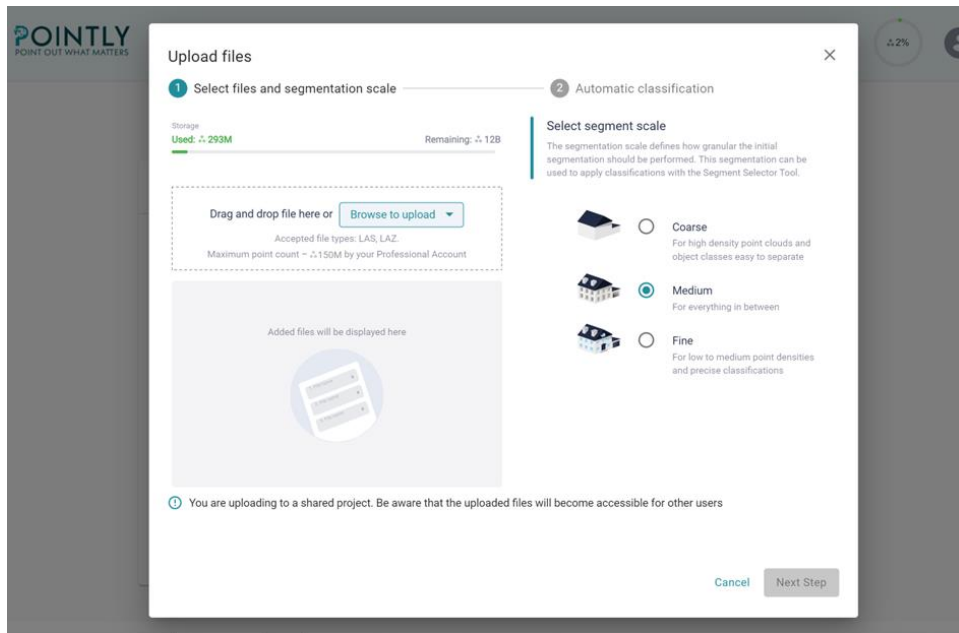 POINTLY
POINT OUT WHAT MATTERS
2%
Upload files
1 Select files and segmentation scale
2 Automatic classification
Storage
Used: 293M
Remaining: 12B
Drag and drop file here or Browse to upload
Accepted file types: LAS, LAZ.
Maximum point count – 150M by your Professional Account
Added files will be displayed here
Select segment scale
The segmentation scale defines how granular the initial
segmentation should be performed. This segmentation can be
used to apply classifications with the Segment Selector Tool.
Coarse
For high density point clouds and
object classes easy to separate
Medium
For everything in between
Fine
For low to medium point densities
and precise classifications
You are uploading to a shared project. Be aware that the uploaded files will become accessible for other users
Cancel
Next Step